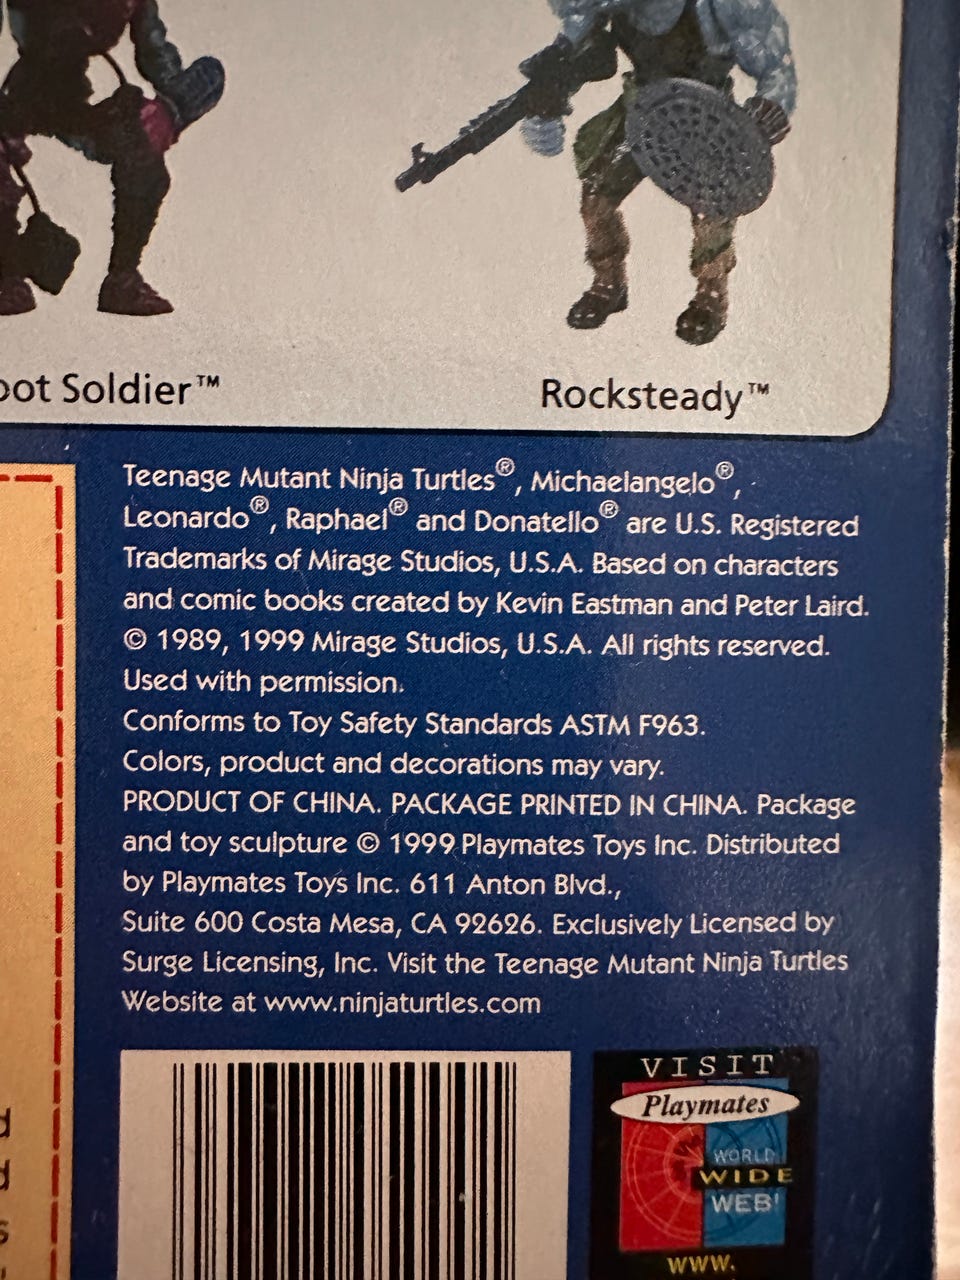 oot Soldier™
Rocksteady™
Teenage Mutant Ninja Turtles®, Michaelangelo®,
Leonardo®, Raphael® and Donatello® are U.S. Registered
Trademarks of Mirage Studios, U.S.A. Based on characters
and comic books created by Kevin Eastman and Peter Laird.
© 1989, 1999 Mirage Studios, U.S.A. All rights reserved.
Used with permission.
Conforms to Toy Safety Standards ASTM F963.
Colors, product and decorations may vary.
PRODUCT OF CHINA. PACKAGE PRINTED IN CHINA. Package
and toy sculpture © 1999 Playmates Toys Inc. Distributed
by Playmates Toys Inc. 611 Anton Blvd.,
Suite 600 Costa Mesa, CA 92626. Exclusively Licensed by
Surge Licensing, Inc. Visit the Teenage Mutant Ninja Turtles
Website at www.ninjaturtles.com
VISIT
Playmates
WORLD
WIDE
WEB!
WWW.